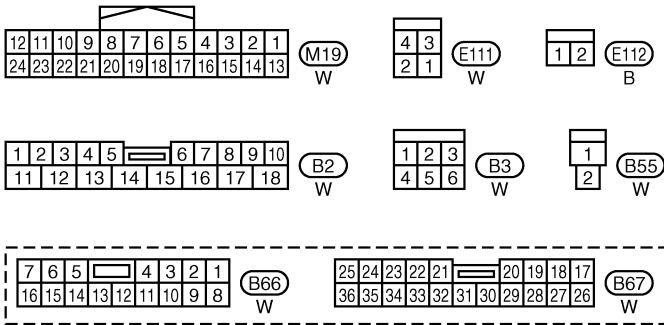 12 11 10 9 8 7 6 5 4 3 2 1
24 23 22 21 20 19 18 17 16 15 14 13
M19
W
4 3
2 1
E111
W
1 2
E112
B
1 2 3 4 5 6 7 8 9 10
11 12 13 14 15 16 17 18
B2
W
1 2 3
4 5 6
B3
W
1
2
B55
W
7 6 5 4 3 2 1
16 15 14 13 12 11 10 9 8
B66
W
25 24 23 22 21 20 19 18 17
36 35 34 33 32 31 30 29 28 27 26
B67
W